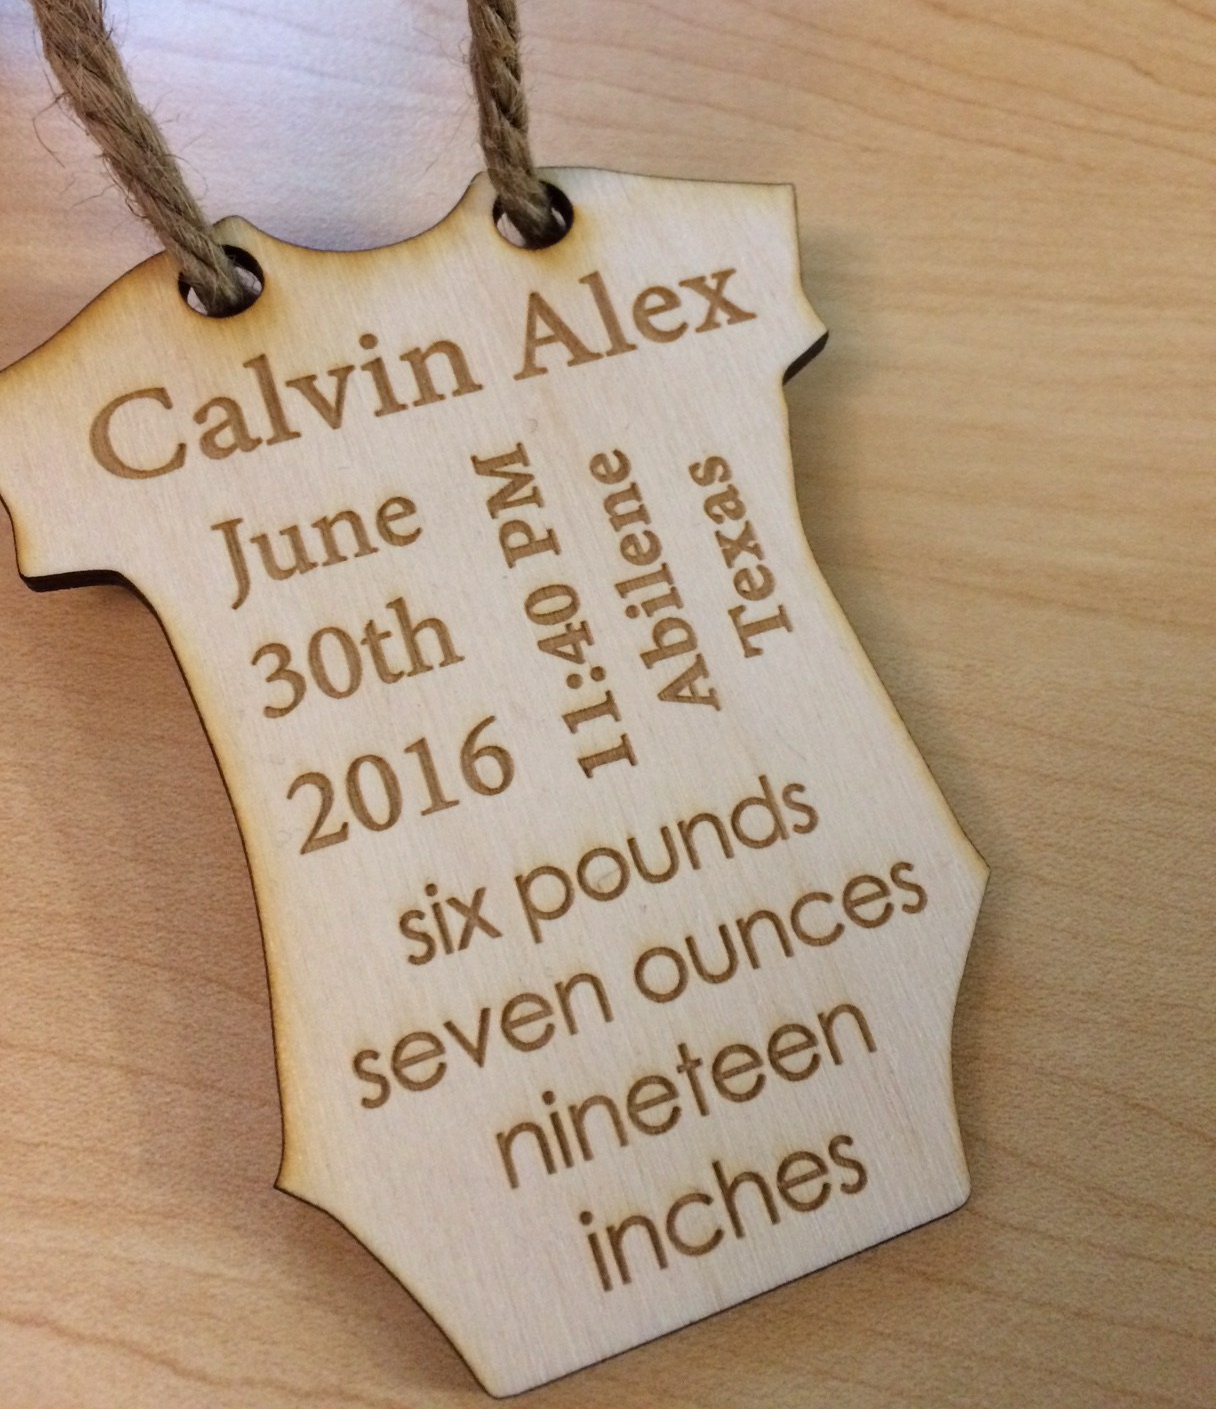 Calvin Alex
June
30th
2016
11:40 PM
Abilene
Texas
six pounds
seven ounces
nineteen
inches